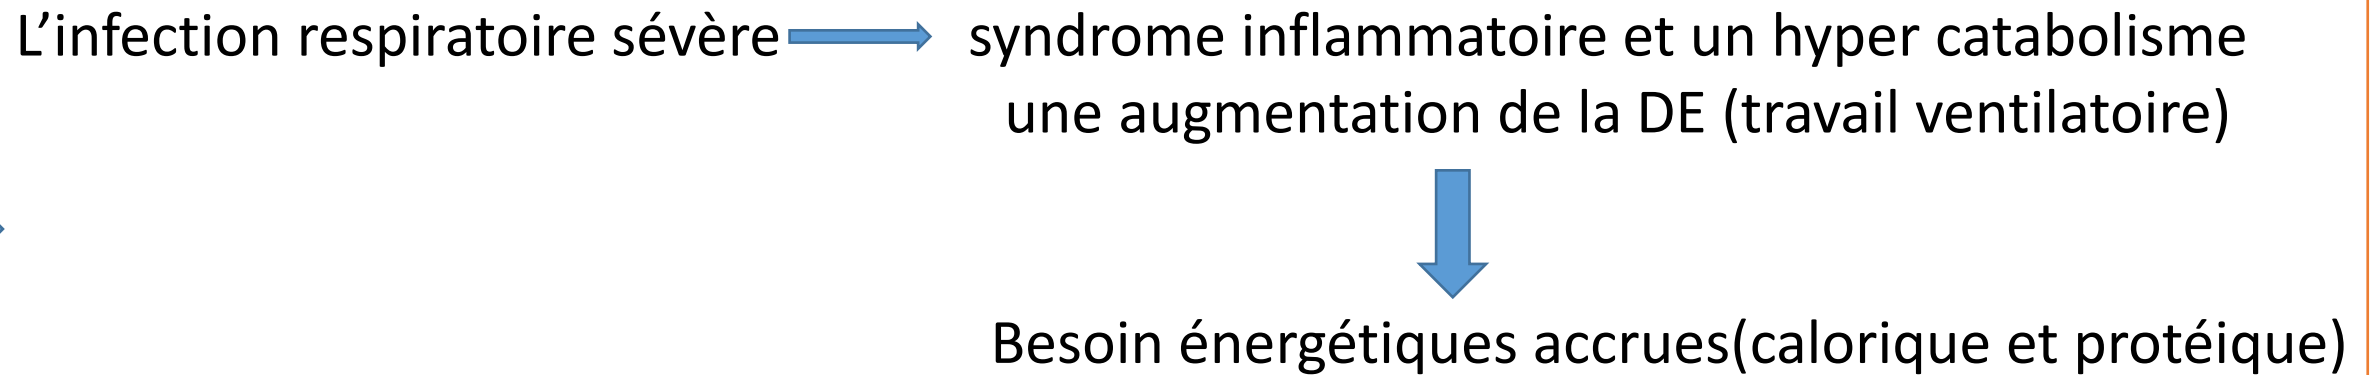 L’infection respiratoire sévère syndrome inflammatoire et un hyper catabolisme
une augmentation de la DE (travail ventilatoire)
Besoin énergétiques accrues(calorique et protéique)